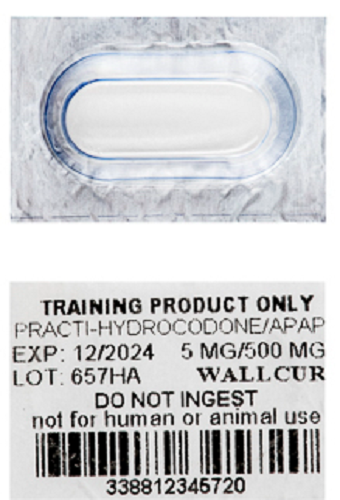 TRAINING PRODUCT ONLY
PRACTI-HYDROCODONE/APAP
EXP: 12/2024 5 MG/500 MG
LOT: 657HA WALLCUR
DO NOT INGEST
not for human or animal use
338812345720